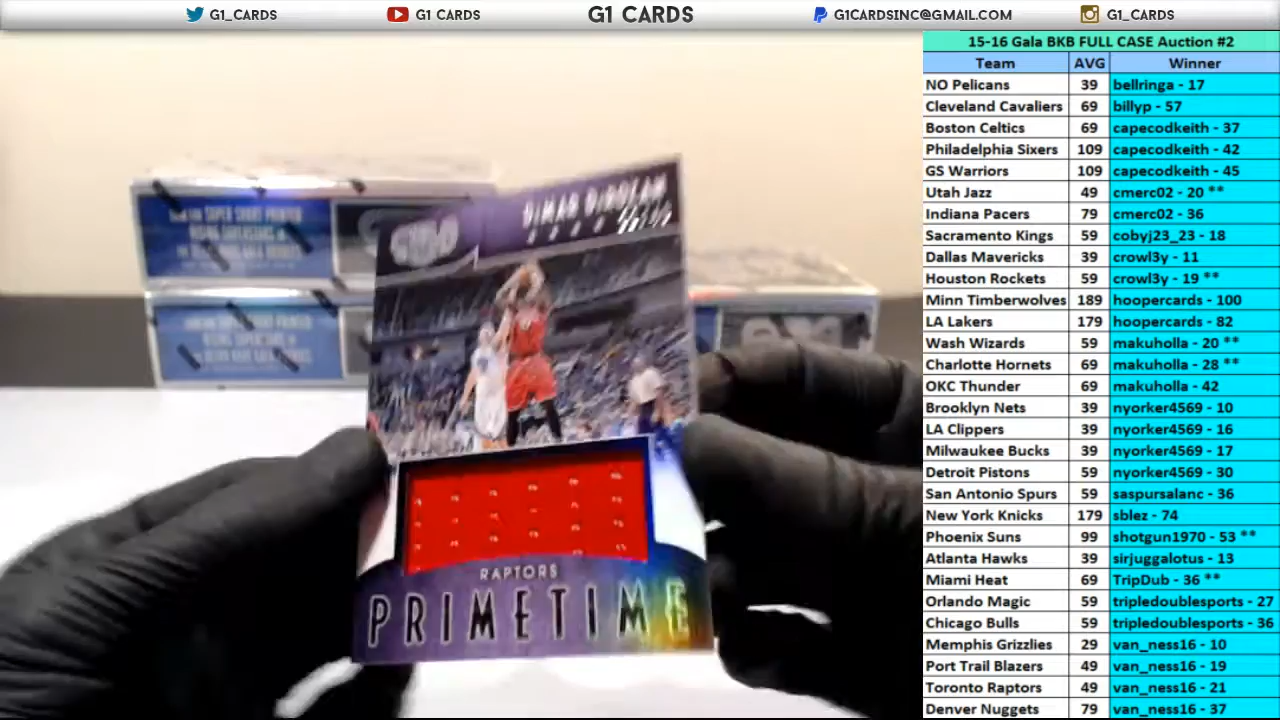 G1_CARDS
G1 CARDS
G1 CARDS
G1CARDSINC@GMAIL.COM
G1_CARDS
15-16 Gala BKB FULL CASE Auction #2
Team AVG Winner
NO Pelicans 39 bellringa - 17
Cleveland Cavaliers 69 billyp - 57
Boston Celtics 69 capecodkeith - 37
Philadelphia Sixers 109 capecodkeith - 42
GS Warriors 109 capecodkeith - 45
Utah Jazz 49 cmerc02 - 20 **
Indiana Pacers 79 cmerc02 - 36
Sacramento Kings 59 cobyj23_23 - 18
Dallas Mavericks 39 crowl3y - 11
Houston Rockets 59 crowl3y - 19 **
Minn Timberwolves 189 hoopercards - 100
LA Lakers 179 hoopercards - 82
Wash Wizards 59 makuholla - 20 **
Charlotte Hornets 69 makuholla - 28 **
OKC Thunder 69 makuholla - 42
Brooklyn Nets 39 nyorker4569 - 10
LA Clippers 39 nyorker4569 - 16
Milwaukee Bucks 39 nyorker4569 - 17
Detroit Pistons 59 nyorker4569 - 30
San Antonio Spurs 59 saspursalanc - 36
New York Knicks 179 sblez - 74
Phoenix Suns 99 shotgun1970 - 53 **
Atlanta Hawks 39 sirjuggalotus - 13
Miami Heat 69 TripDub - 36 **
Orlando Magic 59 tripledoublesports - 27
Chicago Bulls 59 tripledoublesports - 36
Memphis Grizzlies 29 van_ness16 - 10
Port Trail Blazers 49 van_ness16 - 19
Toronto Raptors 49 van_ness16 - 21
Denver Nuggets 79 van_ness16 - 37
RAPTORS
PRIMETIME